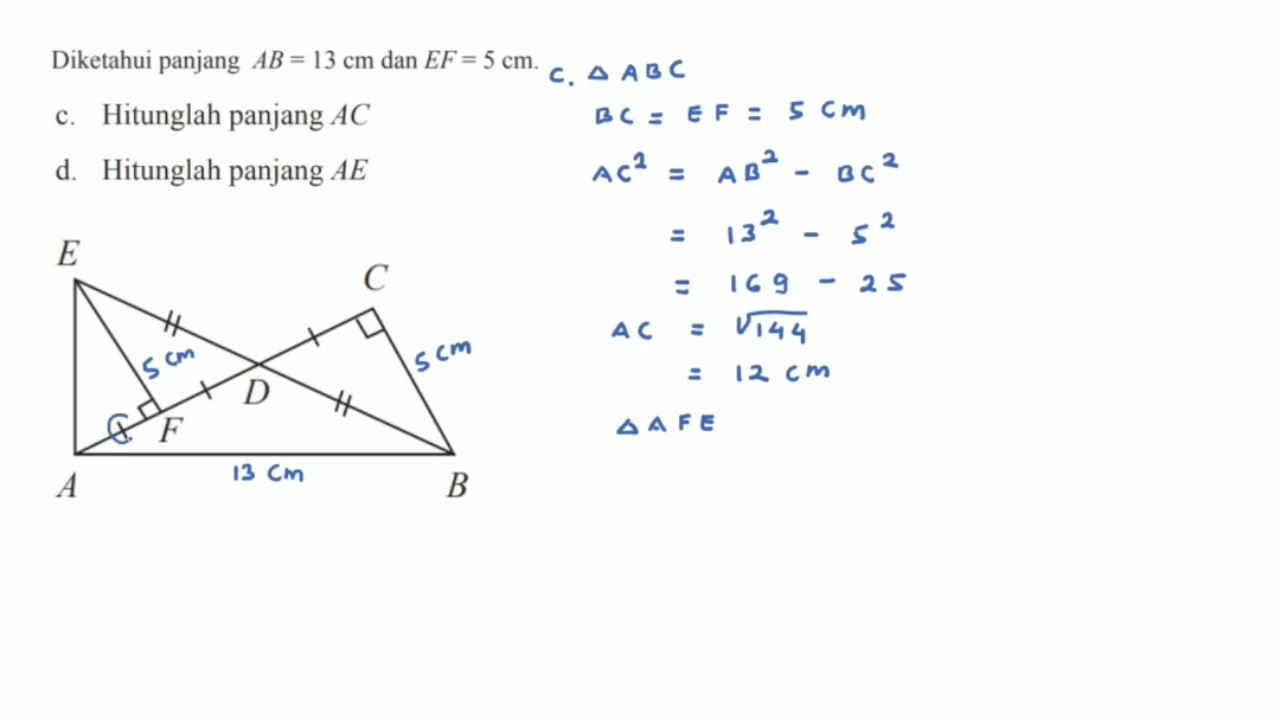 Diketahui panjang AB = 13 cm dan EF = 5 cm.
c. Hitunglah panjang AC
d. Hitunglah panjang AE
E
C
D
F
A
B
5 cm
5 cm
13 cm
c. △ ABC
BC = EF = 5 cm
AC² = AB² - BC²
= 13² - 5²
= 169 - 25
AC = √144
= 12 cm
△ AFE